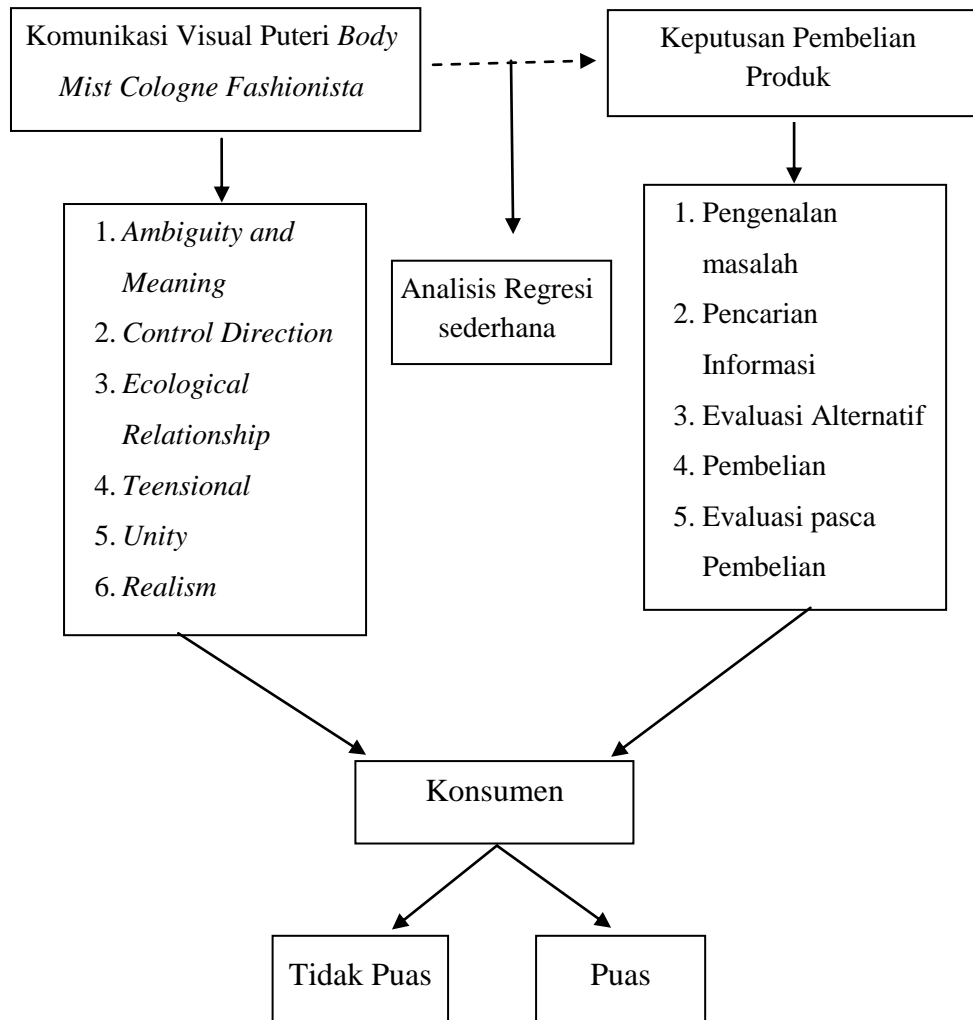 Komunikasi Visual Puteri Body
Mist Cologne Fashionista
Keputusan Pembelian
Produk
1. Ambiguity and
Meaning
2. Control Direction
3. Ecological
Relationship
4. Teensional
5. Unity
6. Realism
Analisis Regresi
sederhana
1. Pengenalan
masalah
2. Pencarian
Informasi
3. Evaluasi Alternatif
4. Pembelian
5. Evaluasi pasca
Pembelian
Konsumen
Tidak Puas
Puas